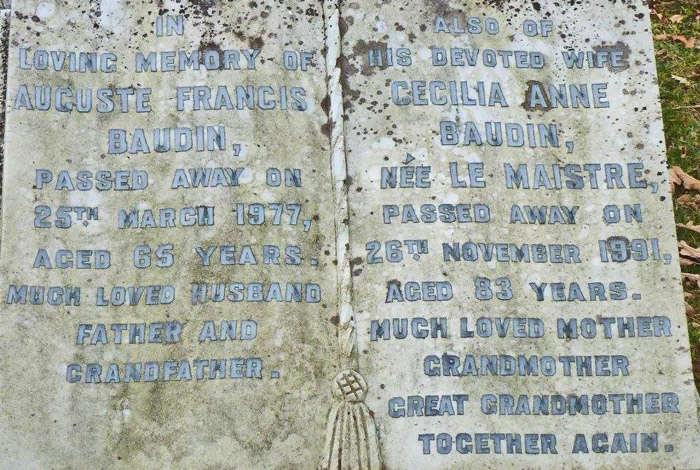 IN
LOVING MEMORY OF
AUGUSTE FRANCIS
BAUDIN,
PASSED AWAY ON
25TH MARCH 1977,
AGED 65 YEARS.
MUCH LOVED HUSBAND
FATHER AND
GRANDFATHER.
ALSO OF
HIS DEVOTED WIFE
CECILIA ANNE
BAUDIN,
NÉE LE MAISTRE,
PASSED AWAY ON
26TH NOVEMBER 1991,
AGED 83 YEARS.
MUCH LOVED MOTHER
GRANDMOTHER
GREAT GRANDMOTHER
TOGETHER AGAIN.